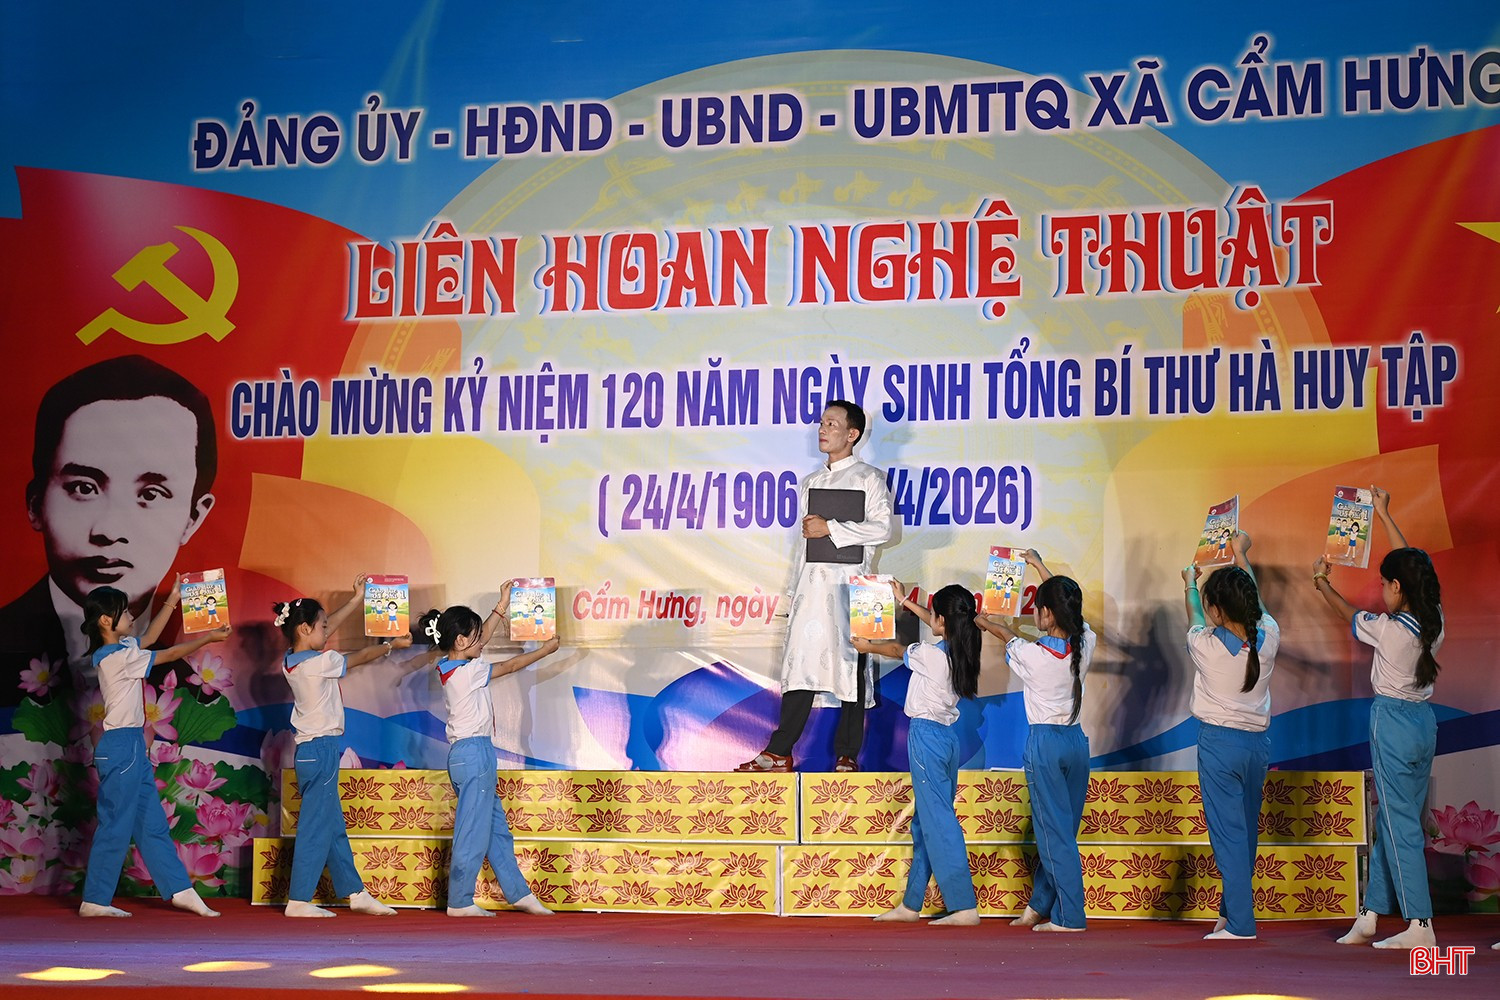 ĐẢNG ỦY - HĐND - UBND - UBMTTQ XÃ CẨM HƯNG
LIÊN HOAN NGHỆ THUẬT
CHÀO MỪNG KỶ NIỆM 120 NĂM NGÀY SINH TỔNG BÍ THƯ HÀ HUY TẬP
( 24/4/1906 /4/2026)
Cẩm Hưng, ngày
BHT